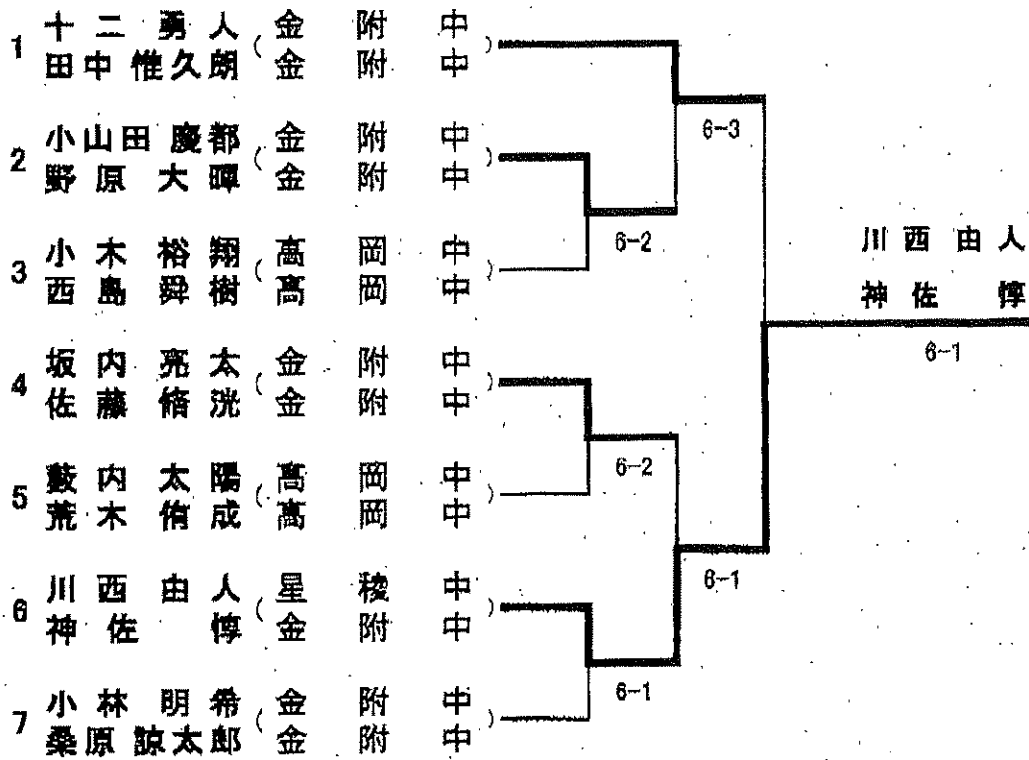 1 十二勇人 (金附中)
田中惟久朗 金附中
6-3
2 小山田慶都 (金附中)
野原大暉 金附中
6-2
3 小木裕翔 (高岡中)
西島舜樹 高岡中
川西由人
神佐惇
6-1
4 坂内亮太 (金附中)
佐藤脩洸 金附中
6-2
5 藪内太陽 (高岡中)
荒木侑成 高岡中
6-1
6 川西由人 (星稜中)
神佐惇 金附中
6-1
7 小林明希 (金附中)
桑原諒太郎 金附中